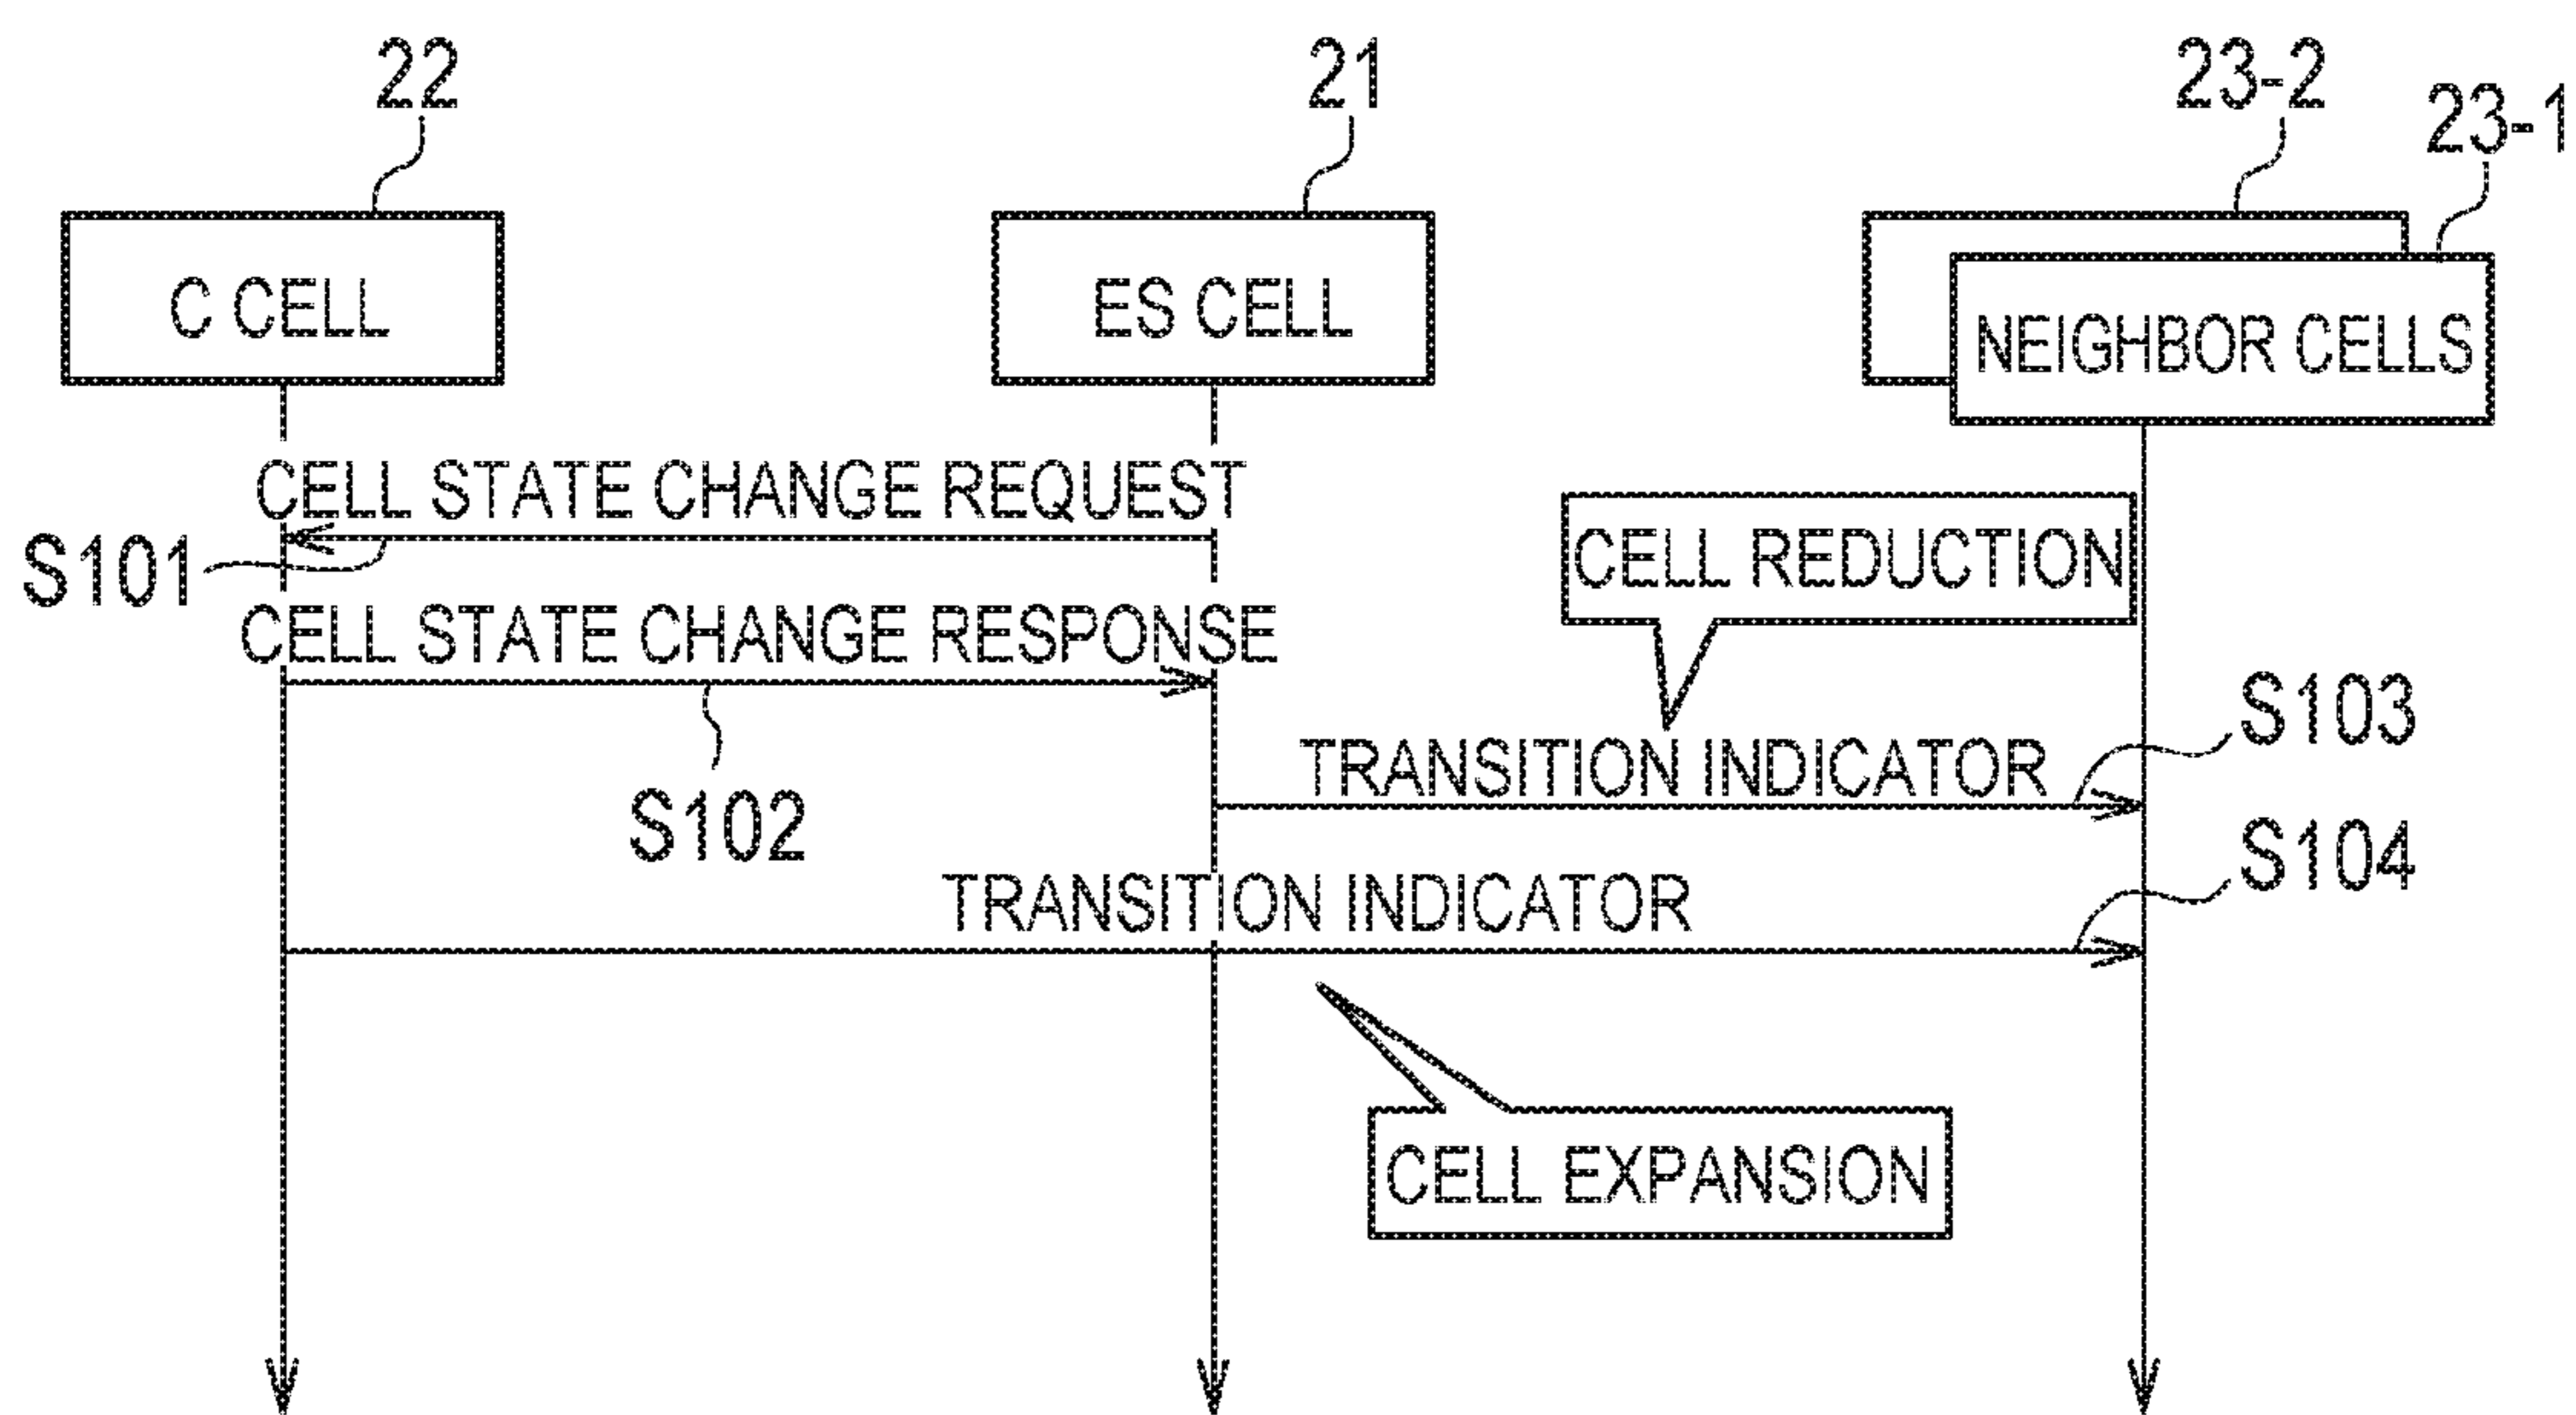 22
21
23-2
23-1
C CELL
ES CELL
NEIGHBOR CELLS
CELL STATE CHANGE REQUEST
S101
CELL REDUCTION
CELL STATE CHANGE RESPONSE
S102
TRANSITION INDICATOR
S103
TRANSITION INDICATOR
S104
CELL EXPANSION